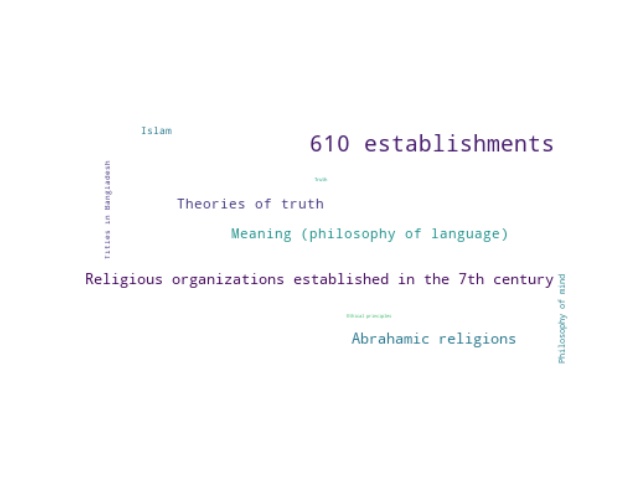 Islam
610 establishments
Titles in Bangladesh
Truth
Theories of truth
Meaning (philosophy of language)
Religious organizations established in the 7th century
Philosophy of mind
Ethical principles
Abrahamic religions